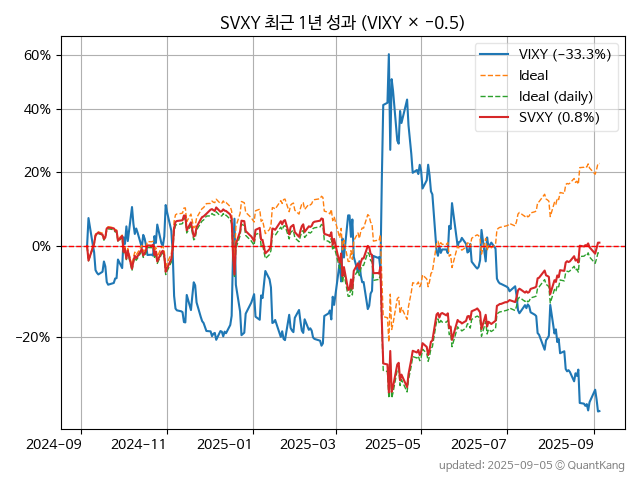 SVXY 최근 1년 성과 (VIXY × −0.5)
60%
40%
20%
0%
−20%
VIXY (−33.3%)
Ideal
Ideal (daily)
SVXY (0.8%)
2024−09
2024−11
2025−01
2025−03
2025−05
2025−07
2025−09
updated: 2025−09−05 © QuantKang